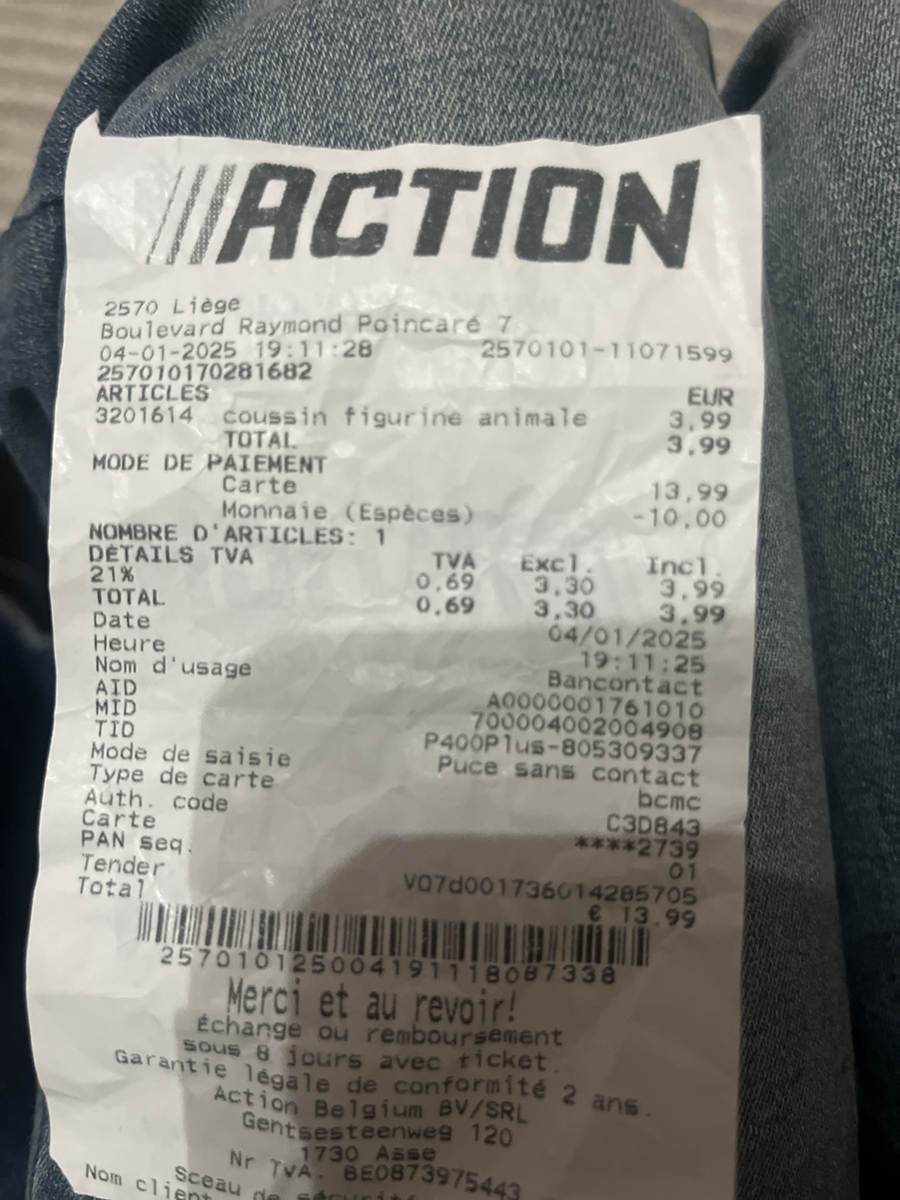 ACTION
2570 Liège
Boulevard Raymond Poincaré 7
04-01-2025 19:11:28 2570101-11071599
257010170281682
ARTICLES EUR
3201614 coussin figurine animale 3,99
TOTAL 3,99
MODE DE PAIEMENT
Carte 13,99
Monnaie (Espèces) -10,00
NOMBRE D'ARTICLES: 1
DÉTAILS TVA TVA Excl. Incl.
21% 0,69 3,30 3,99
TOTAL 0,69 3,30 3,99
Date 04/01/2025
Heure 19:11:25
Nom d'usage Bancontact
AID A0000001761010
MID 700004002004908
TID P400Plus-805309337
Mode de saisie Puce sans contact
Type de carte bcmc
Auth. code C3D843
Carte ****2739
PAN seq. 01
Tender VQ7d001736014285705
Total € 13.99
257010125004191118087338
Merci et au revoir!
Échange ou remboursement
sous 8 jours avec ticket.
Garantie légale de conformité 2 ans.
Action Belgium BV/SRL
Gentsesteenweg 120
1730 Asse
Nr TVA. BE0873975443
Sceau de sécurité
Nom client